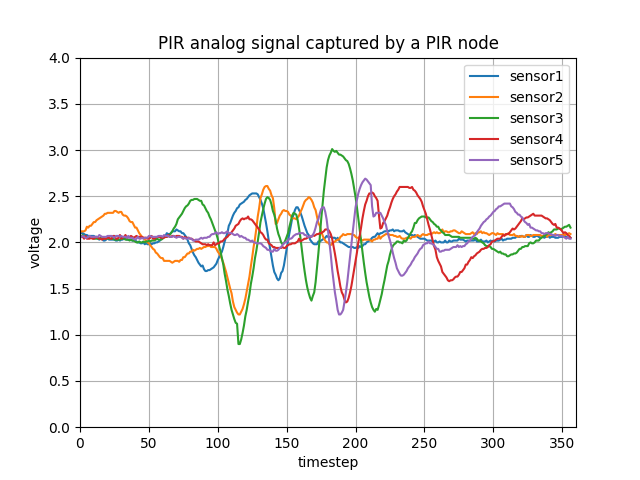 PIR analog signal captured by a PIR node
voltage
4.0
3.5
3.0
2.5
2.0
1.5
1.0
0.5
0.0
sensor1
sensor2
sensor3
sensor4
sensor5
0 50 100 150 200 250 300 350
timestep